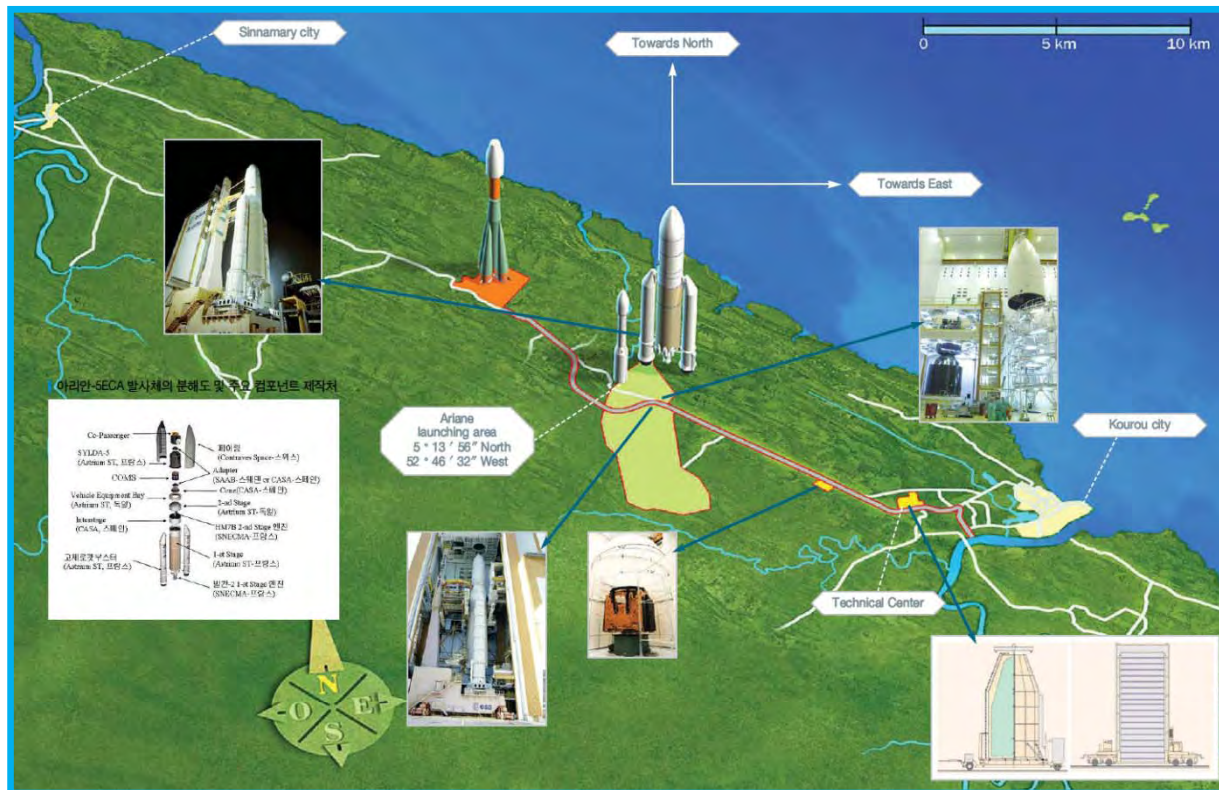 Sinnamary city
Towards North
0 5 km 10 km
Towards East
아리안-5ECA 발사체의 분해도 및 주요 컴포넌트 제작처
Co-Passenger
SYLDA-5
(Astrium ST, 프랑스)
COMS
Vehicle Equipment Bay
(Astrium ST, 독일)
Interstage
(CASA, 스페인)
고체로켓부스터
(Astrium ST, 프랑스)
페어링
(Contraves Space-스위스)
Adapter
(SAAB-스웨덴 or CASA-스페인)
Cone(CASA-스페인)
2-nd Stage
(Astrium ST-독일)
HM7B 2-nd Stage 엔진
(SNECMA-프랑스)
1-st Stage
(Astrium ST-프랑스)
발칸-2 1-st Stage 엔진
(SNECMA-프랑스)
Ariane
launching area
5° 13′ 56″ North
52° 46′ 32″ West
Kourou city
Technical Center
N
O E
S